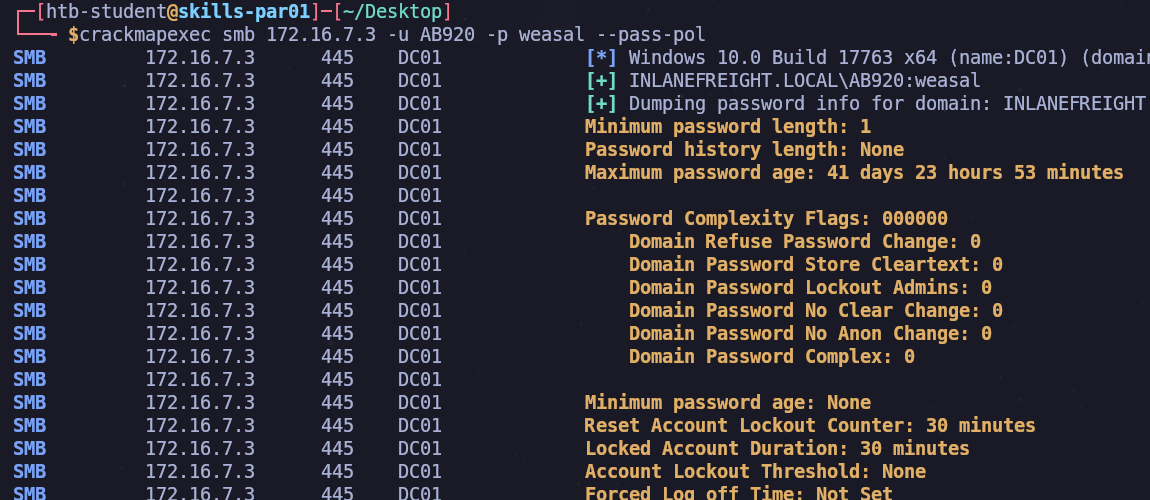 [htb-student@skills-par01]─[~/Desktop]
$crackmapexec smb 172.16.7.3 -u AB920 -p weasal --pass-pol
SMB 172.16.7.3 445 DC01 [*] Windows 10.0 Build 17763 x64 (name:DC01) (domai
SMB 172.16.7.3 445 DC01 [+] INLANEFREIGHT.LOCAL\AB920:weasal
SMB 172.16.7.3 445 DC01 [+] Dumping password info for domain: INLANEFREIGHT
SMB 172.16.7.3 445 DC01 Minimum password length: 1
SMB 172.16.7.3 445 DC01 Password history length: None
SMB 172.16.7.3 445 DC01 Maximum password age: 41 days 23 hours 53 minutes
SMB 172.16.7.3 445 DC01
SMB 172.16.7.3 445 DC01 Password Complexity Flags: 000000
SMB 172.16.7.3 445 DC01 Domain Refuse Password Change: 0
SMB 172.16.7.3 445 DC01 Domain Password Store Cleartext: 0
SMB 172.16.7.3 445 DC01 Domain Password Lockout Admins: 0
SMB 172.16.7.3 445 DC01 Domain Password No Clear Change: 0
SMB 172.16.7.3 445 DC01 Domain Password No Anon Change: 0
SMB 172.16.7.3 445 DC01 Domain Password Complex: 0
SMB 172.16.7.3 445 DC01
SMB 172.16.7.3 445 DC01 Minimum password age: None
SMB 172.16.7.3 445 DC01 Reset Account Lockout Counter: 30 minutes
SMB 172.16.7.3 445 DC01 Locked Account Duration: 30 minutes
SMB 172.16.7.3 445 DC01 Account Lockout Threshold: None
SMB 172.16.7.3 445 DC01 Forced Log off Time: Not Set